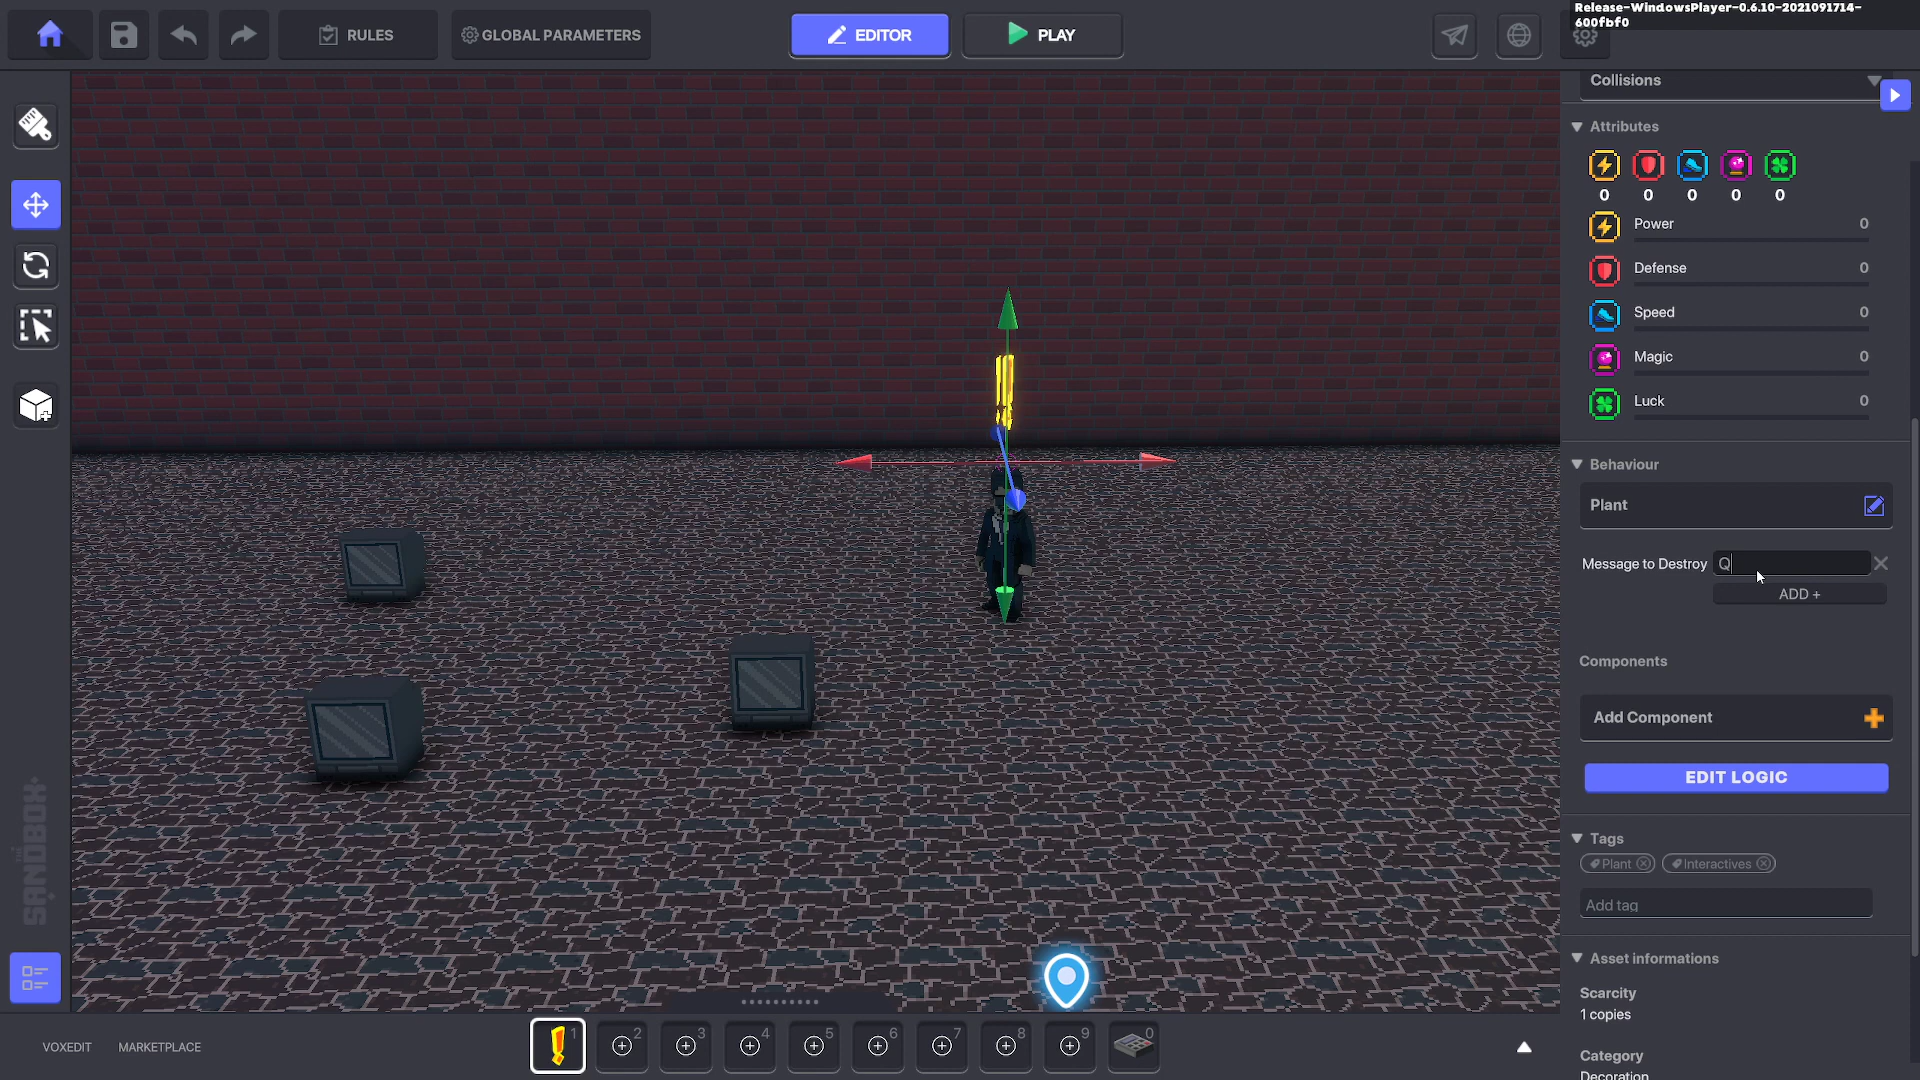 Release-WindowsPlayer-0.6.10-2021091714-
600fbf0
RULES
GLOBAL PARAMETERS
EDITOR
PLAY
Collisions
Attributes
0 0 0 0 0
Power 0
Defense 0
Speed 0
Magic 0
Luck 0
Behaviour
Plant
Message to Destroy Q
ADD +
Components
Add Component
EDIT LOGIC
Tags
Plant Interactives
Add tag
Asset informations
Scarcity
1 copies
Category
Decoration
THE SANDBOX
VOXEDIT MARKETPLACE
1 2 3 4 5 6 7 8 9 0